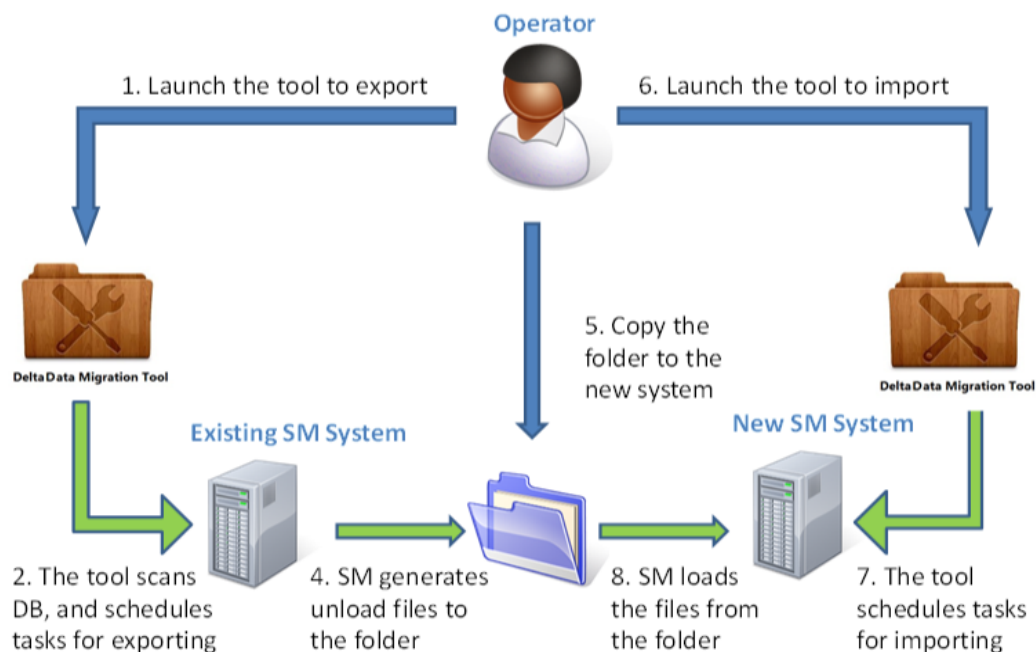 Operator
1. Launch the tool to export
6. Launch the tool to import
5. Copy the
folder to the
new system
DeltaData Migration Tool
DeltaData Migration Tool
Existing SM System
New SM System
2. The tool scans
DB, and schedules
tasks for exporting
4. SM generates
unload files to
the folder
8. SM loads
the files from
the folder
7. The tool
schedules tasks
for importing